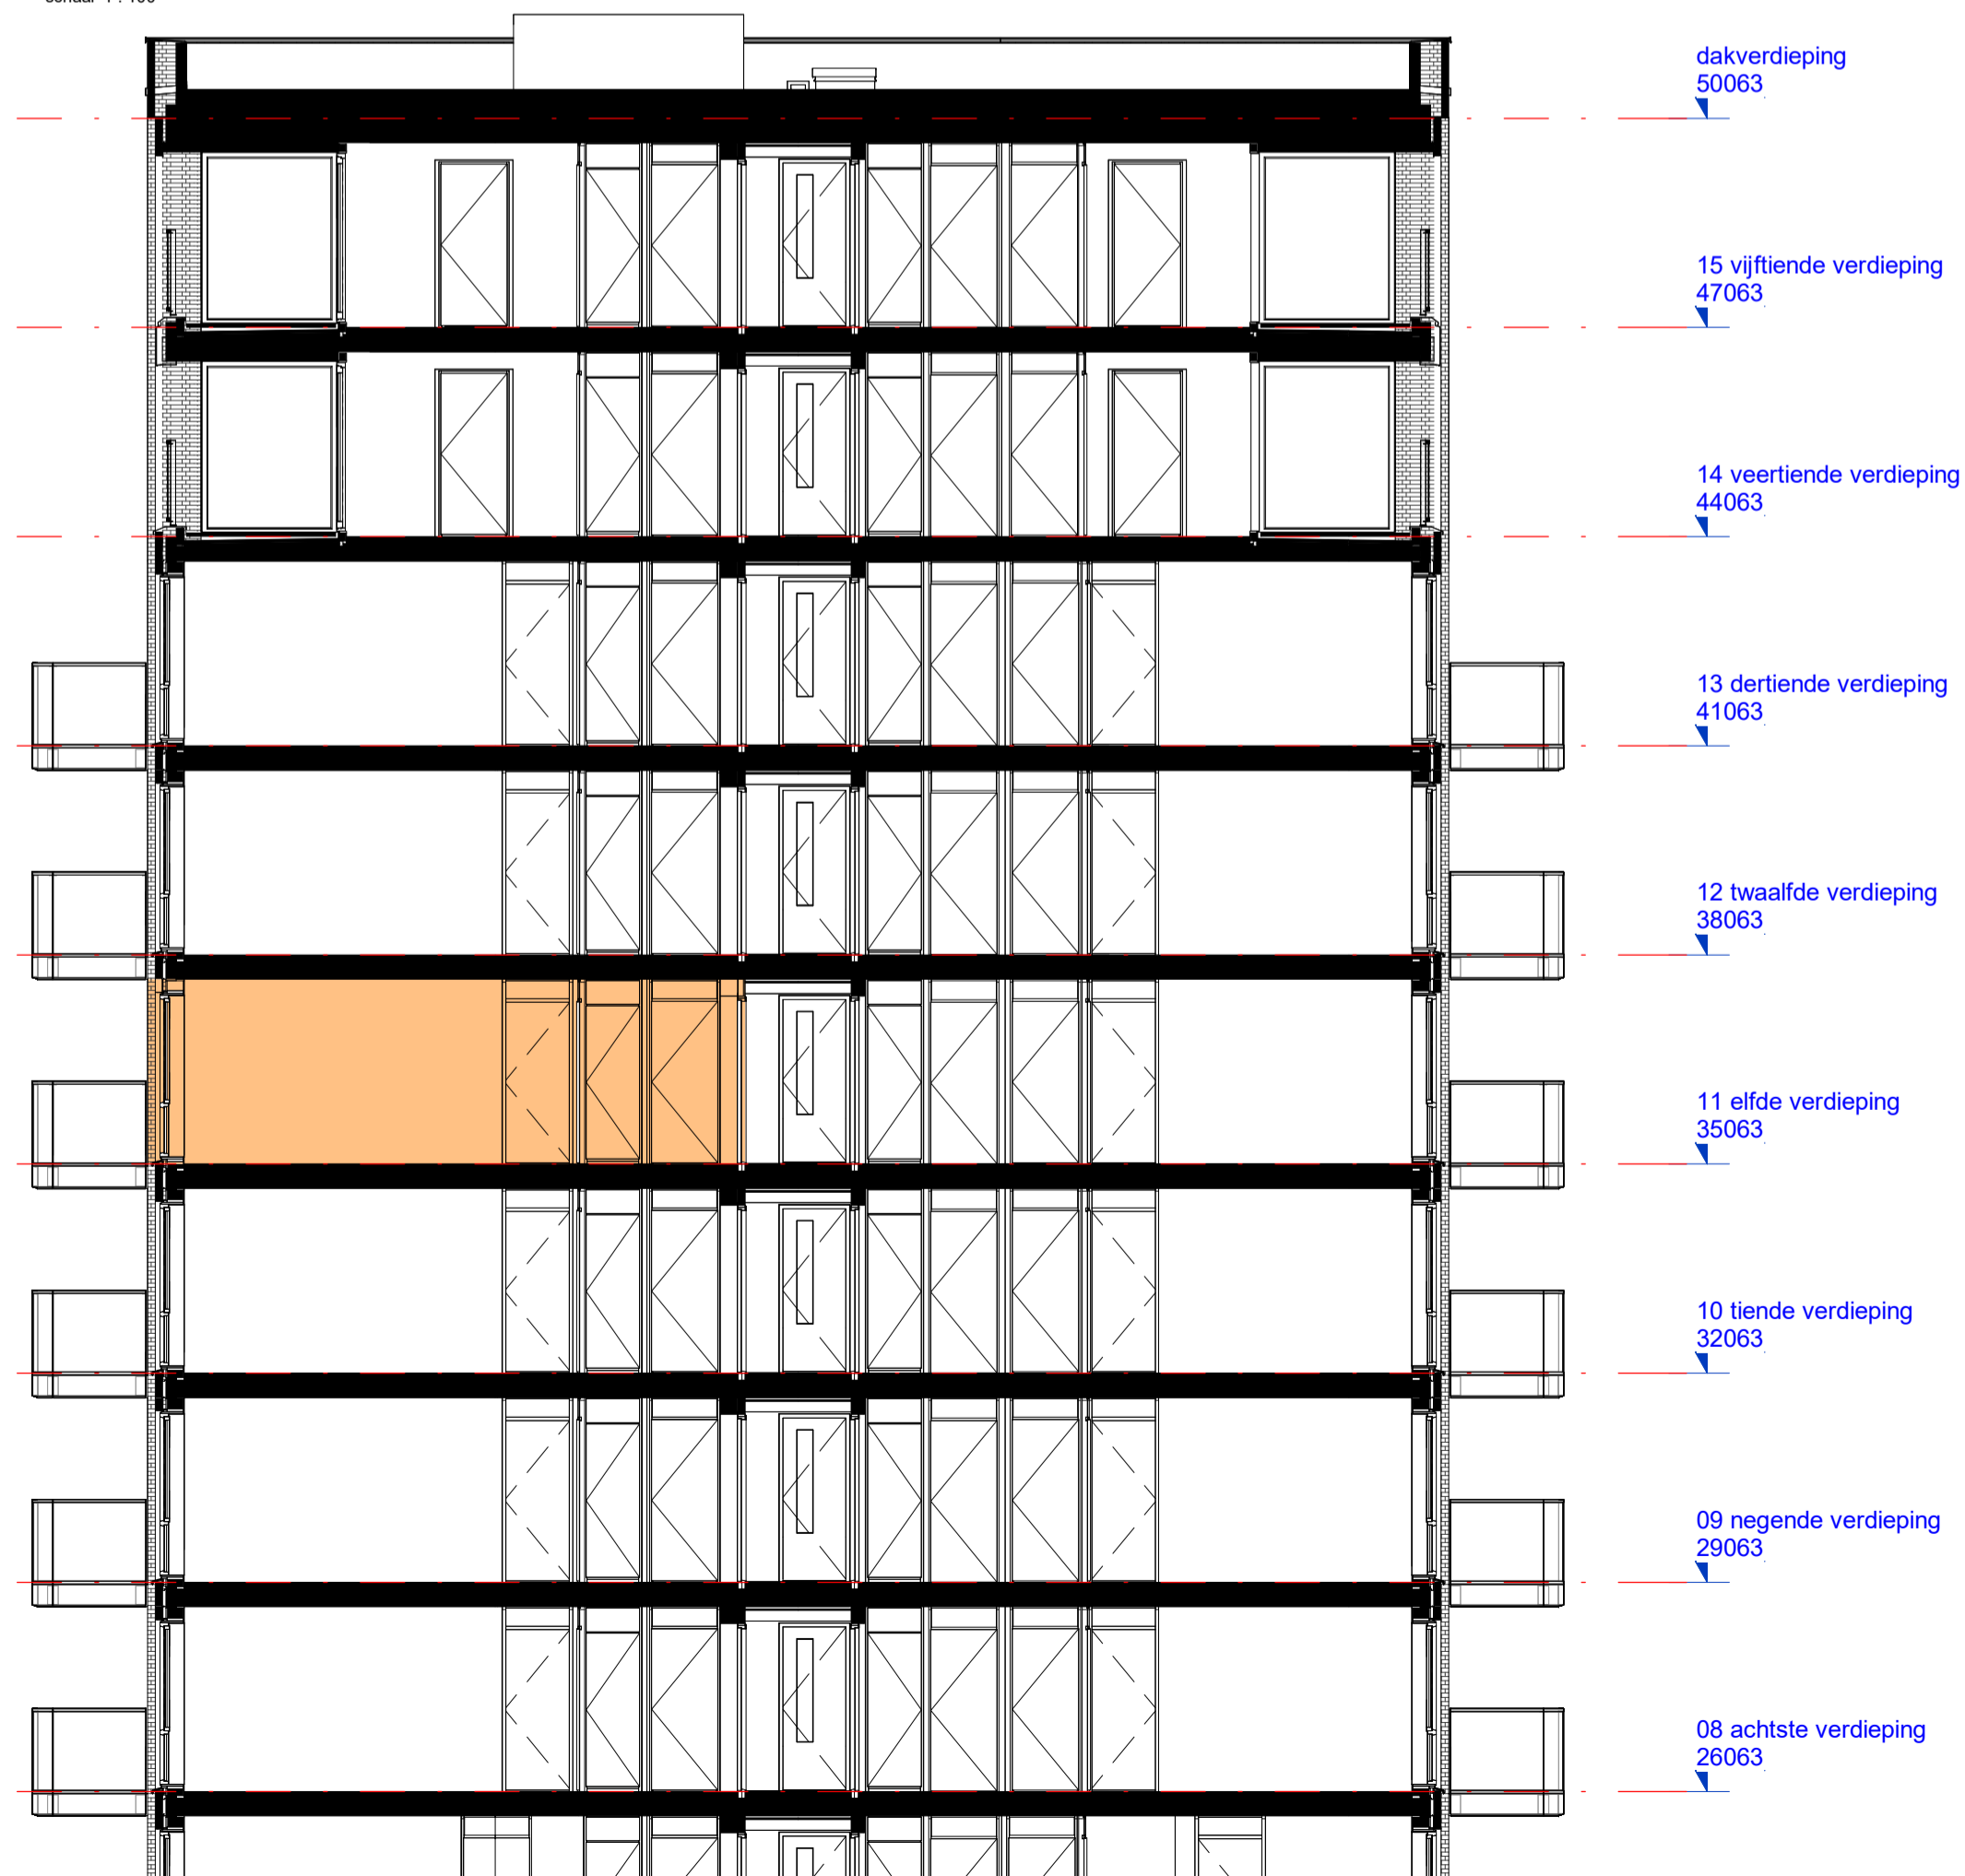 dakverdieping
50063
15 vijftiende verdieping
47063
14 veertiende verdieping
44063
13 dertiende verdieping
41063
12 twaalfde verdieping
38063
11 elfde verdieping
35063
10 tiende verdieping
32063
09 negende verdieping
29063
08 achtste verdieping
26063